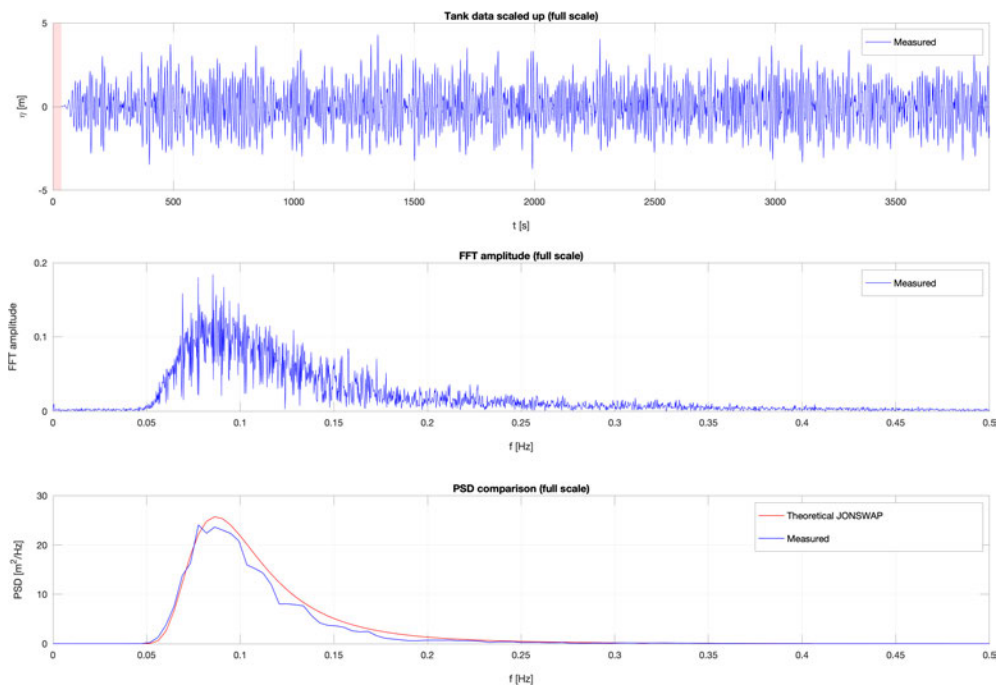 Tank data scaled up (full scale)
5
Measured
η [m]
0
-5
0 500 1000 1500 2000 2500 3000 3500
t [s]
FFT amplitude (full scale)
0.2
Measured
FFT amplitude
0.1
0
0 0.05 0.1 0.15 0.2 0.25 0.3 0.35 0.4 0.45 0.5
f [Hz]
PSD comparison (full scale)
30
Theoretical JONSWAP
Measured
PSD [m²/Hz]
20
10
0
0 0.05 0.1 0.15 0.2 0.25 0.3 0.35 0.4 0.45 0.5
f [Hz]